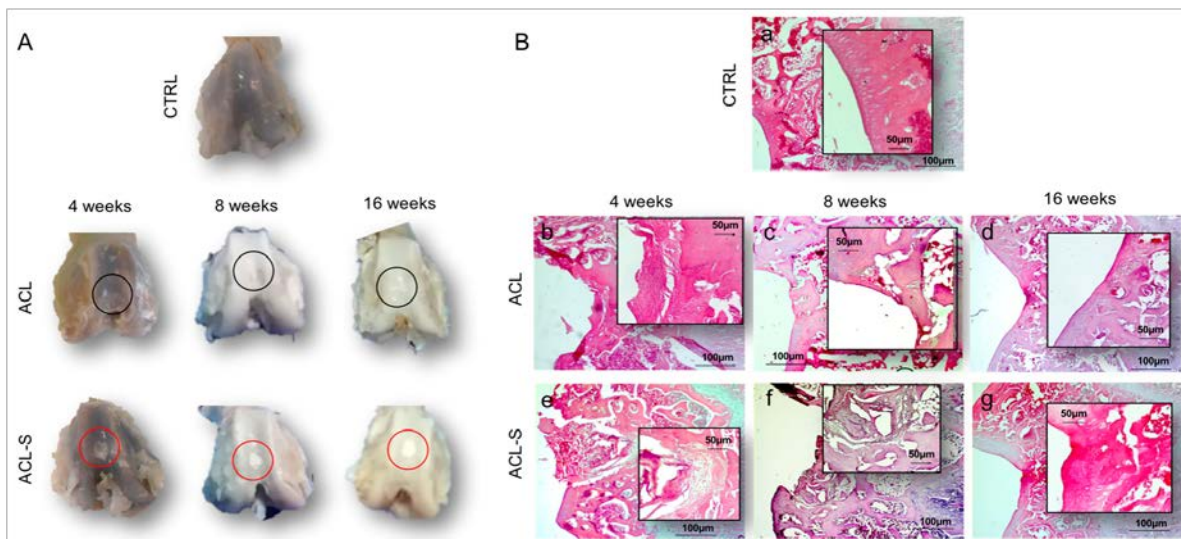 A
CTRL
4 weeks
8 weeks
16 weeks
ACL
ACL-S
B
CTRL
a
50µm
100µm
4 weeks
8 weeks
16 weeks
ACL
b
50µm
100µm
c
50µm
100µm
d
50µm
100µm
ACL-S
e
50µm
100µm
f
50µm
100µm
g
50µm
100µm